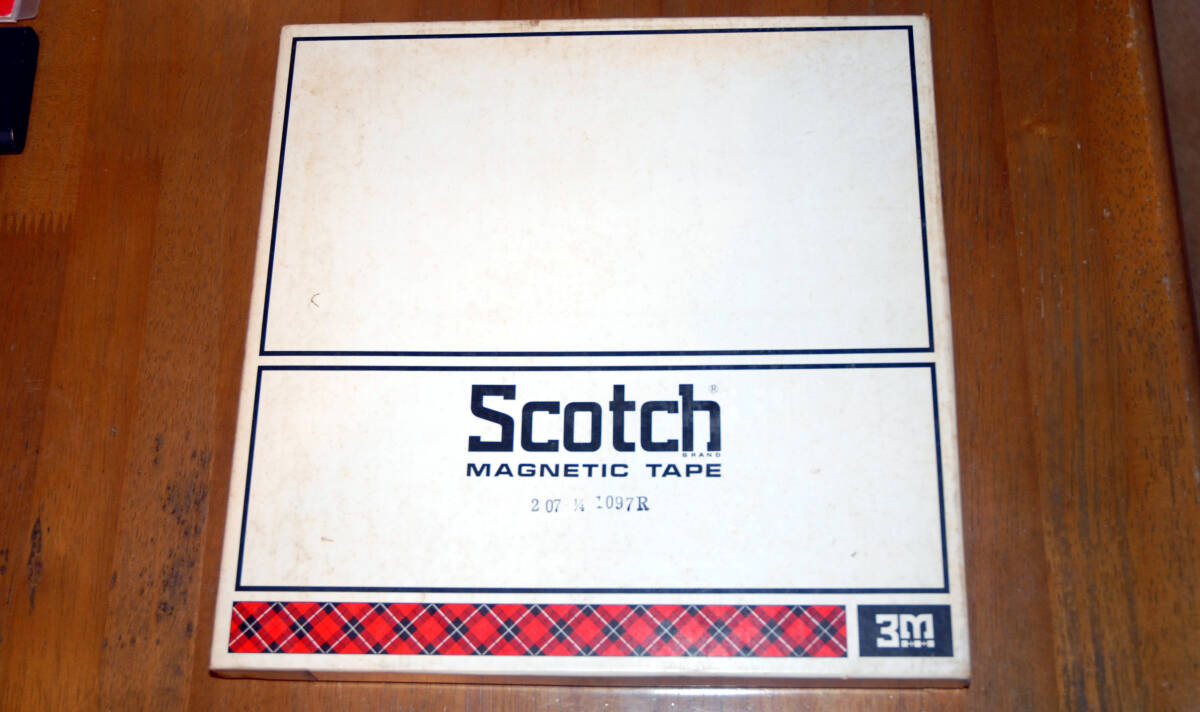 Scotch®
BRAND
MAGNETIC TAPE
207 ¼ 1097R
3M